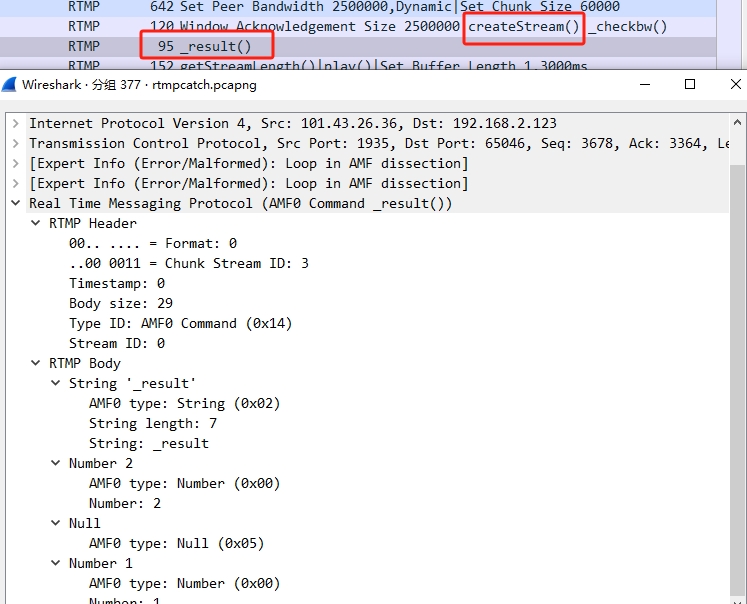 RTMP 642 Set Peer Bandwidth 2500000,Dynamic|Set Chunk Size 60000
RTMP 120 Window Acknowledgement Size 2500000 createStream() _checkbw()
RTMP 95 _result()
RTMP 152 getStreamLength()|play()|Set Buffer Length 1,3000ms
Wireshark · 分组 377 · rtmpcatch.pcapng
Internet Protocol Version 4, Src: 101.43.26.36, Dst: 192.168.2.123
Transmission Control Protocol, Src Port: 1935, Dst Port: 65046, Seq: 3678, Ack: 3364, Le
[Expert Info (Error/Malformed): Loop in AMF dissection]
[Expert Info (Error/Malformed): Loop in AMF dissection]
Real Time Messaging Protocol (AMF0 Command _result())
RTMP Header
00.. .... = Format: 0
..00 0011 = Chunk Stream ID: 3
Timestamp: 0
Body size: 29
Type ID: AMF0 Command (0x14)
Stream ID: 0
RTMP Body
String '_result'
AMF0 type: String (0x02)
String length: 7
String: _result
Number 2
AMF0 type: Number (0x00)
Number: 2
Null
AMF0 type: Null (0x05)
Number 1
AMF0 type: Number (0x00)
Number: 1